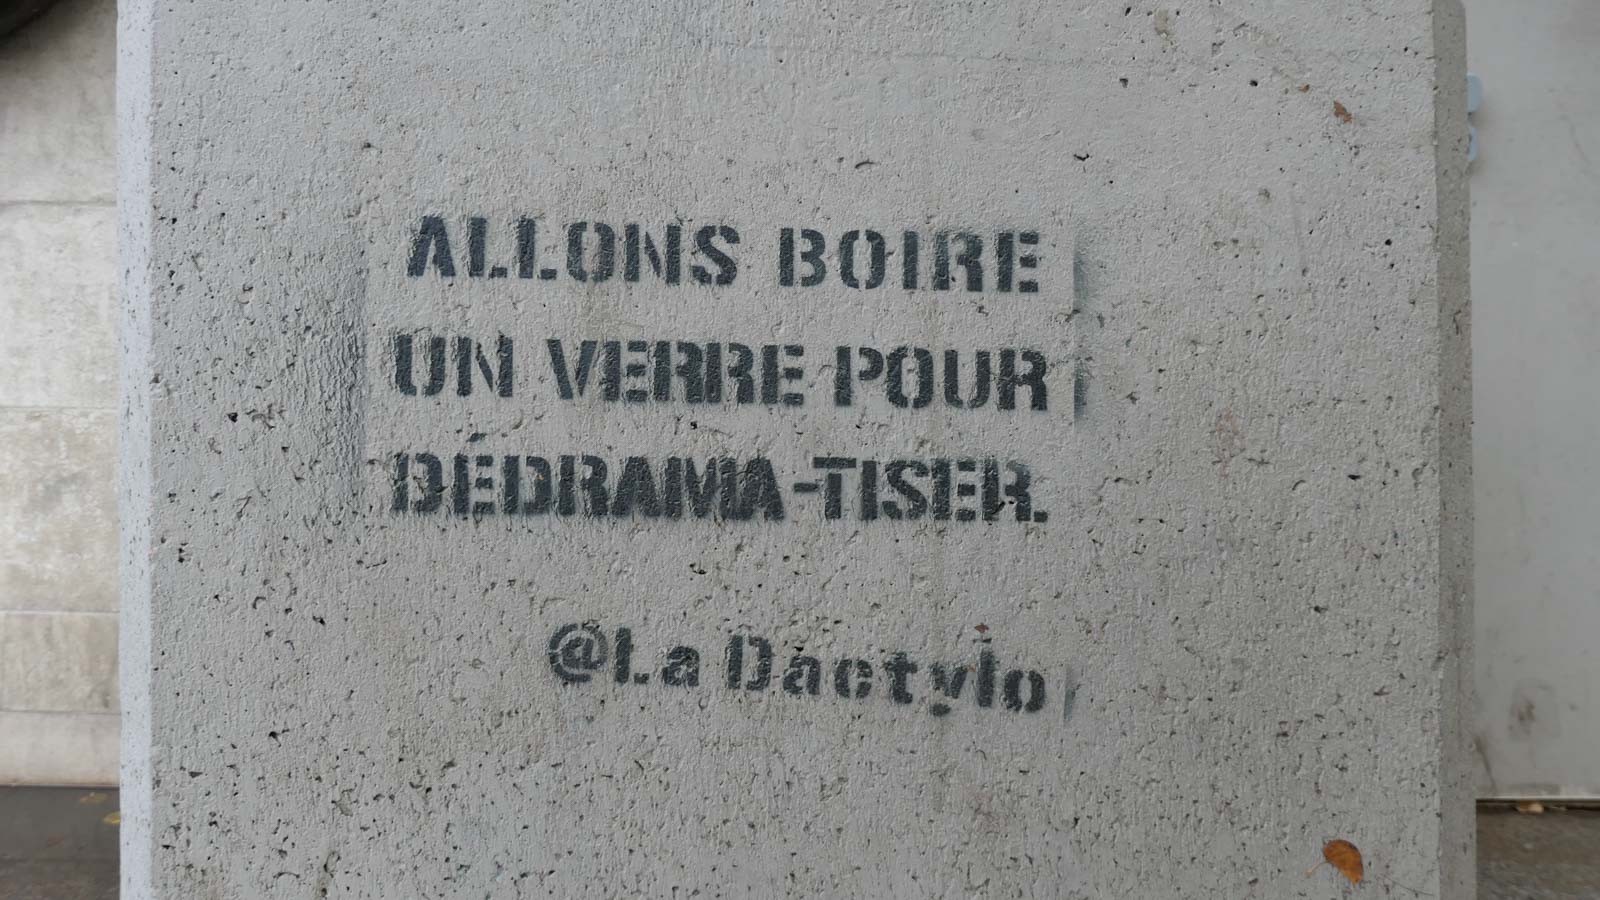 ALLONS BOIRE
UN VERRE POUR
DÉDRAMA-TISER.
@La Dactylo